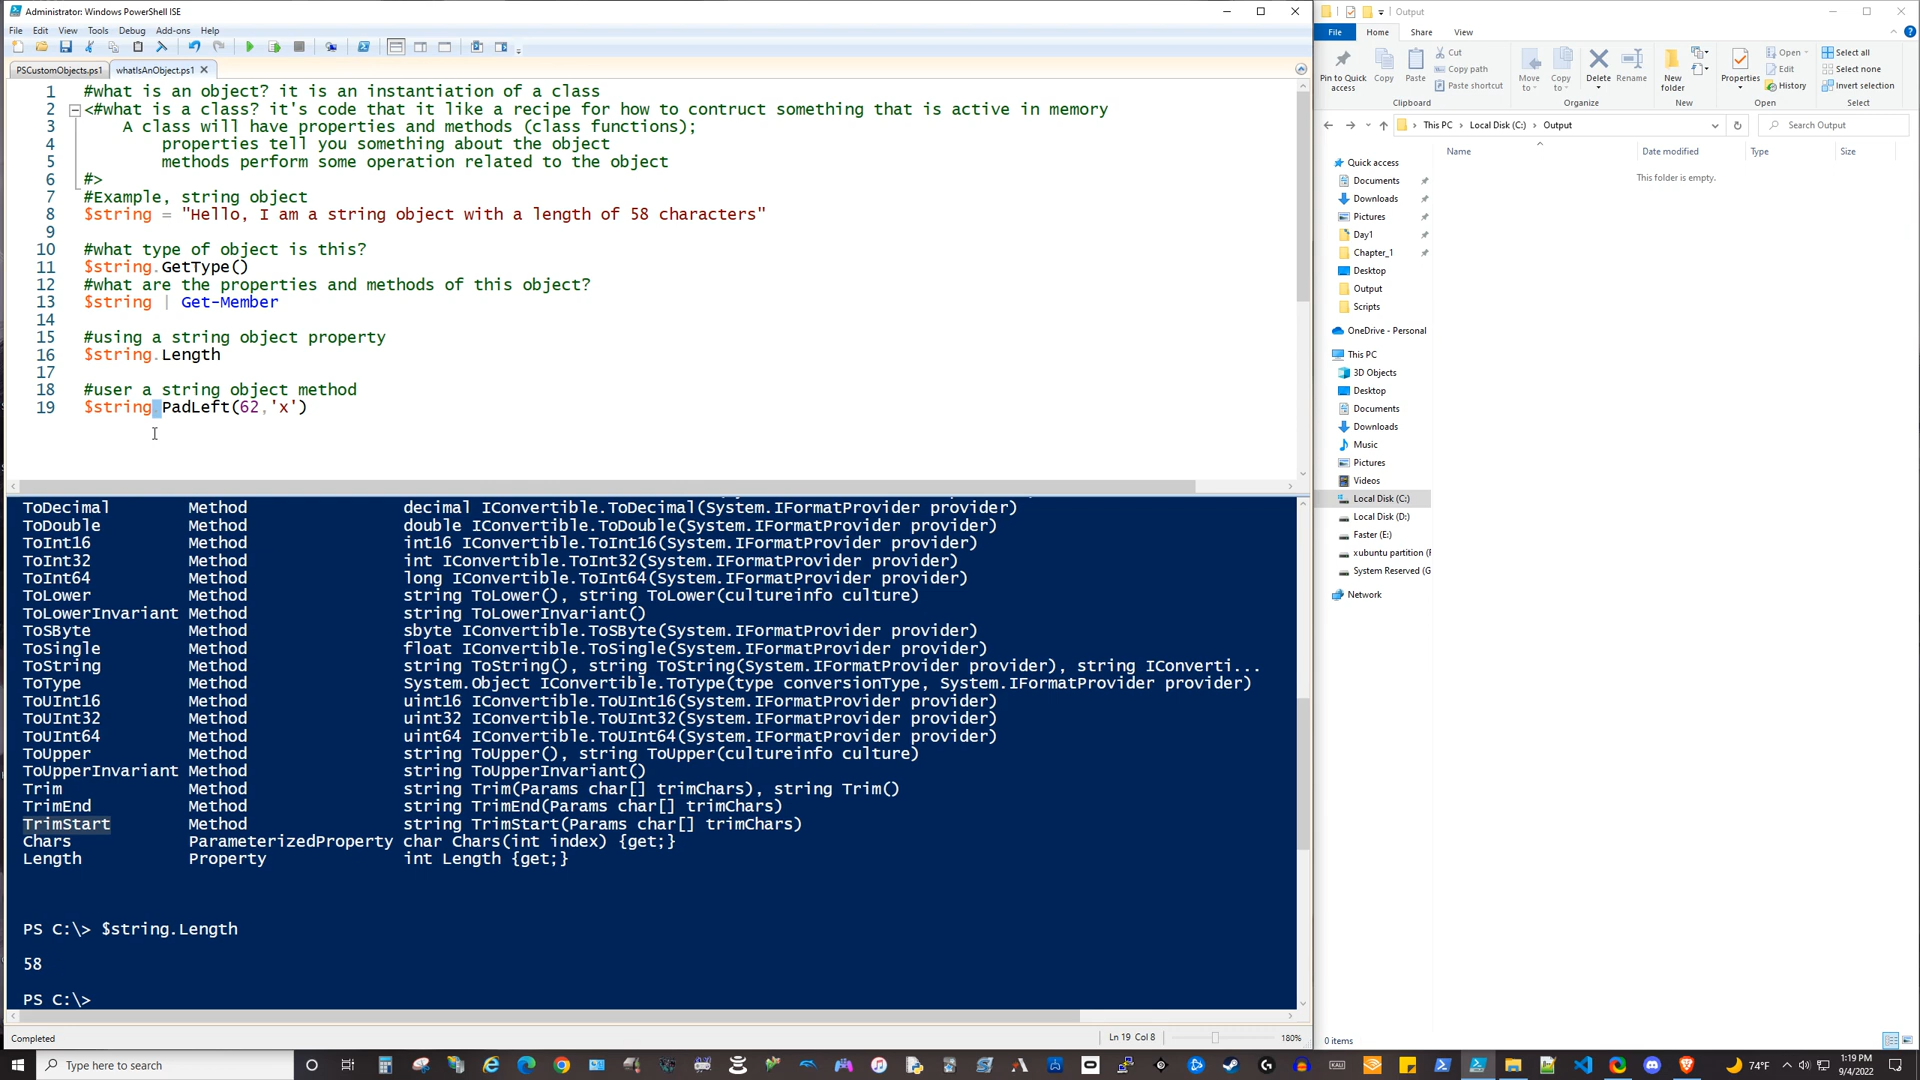 Administrator: Windows PowerShell ISE
File Edit View Tools Debug Add-ons Help
PSCustomObjects.ps1 whatIsAnObject.ps1
1 #what is an object? it is an instantiation of a class
2 <#what is a class? it's code that it like a recipe for how to contruct something that is active in memory
3 A class will have properties and methods (class functions);
4 properties tell you something about the object
5 methods perform some operation related to the object
6 #>
7 #Example, string object
8 $string = "Hello, I am a string object with a length of 58 characters"
9
10 #what type of object is this?
11 $string.GetType()
12 #what are the properties and methods of this object?
13 $string | Get-Member
14
15 #using a string object property
16 $string.Length
17
18 #user a string object method
19 $string.PadLeft(62,'x')
ToDecimal Method decimal IConvertible.ToDecimal(System.IFormatProvider provider)
ToDouble Method double IConvertible.ToDouble(System.IFormatProvider provider)
ToInt16 Method int16 IConvertible.ToInt16(System.IFormatProvider provider)
ToInt32 Method int IConvertible.ToInt32(System.IFormatProvider provider)
ToInt64 Method long IConvertible.ToInt64(System.IFormatProvider provider)
ToLower Method string ToLower(), string ToLower(cultureinfo culture)
ToLowerInvariant Method string ToLowerInvariant()
ToSByte Method sbyte IConvertible.ToSByte(System.IFormatProvider provider)
ToSingle Method float IConvertible.ToSingle(System.IFormatProvider provider)
ToString Method string ToString(), string ToString(System.IFormatProvider provider), string IConverti...
ToType Method System.Object IConvertible.ToType(type conversionType, System.IFormatProvider provider)
ToUInt16 Method uint16 IConvertible.ToUInt16(System.IFormatProvider provider)
ToUInt32 Method uint32 IConvertible.ToUInt32(System.IFormatProvider provider)
ToUInt64 Method uint64 IConvertible.ToUInt64(System.IFormatProvider provider)
ToUpper Method string ToUpper(), string ToUpper(cultureinfo culture)
ToUpperInvariant Method string ToUpperInvariant()
Trim Method string Trim(Params char[] trimChars), string Trim()
TrimEnd Method string TrimEnd(Params char[] trimChars)
TrimStart Method string TrimStart(Params char[] trimChars)
Chars ParameterizedProperty char Chars(int index) {get;}
Length Property int Length {get;}
PS C:\> $string.Length
58
PS C:\>
Completed Ln 19 Col 8 180%
Output
File Home Share View
Pin to Quick access
Copy
Paste
Cut
Copy path
Paste shortcut
Clipboard
Move to
Copy to
Delete
Rename
Organize
New folder
New
Properties
Open
Edit
History
Open
Select all
Select none
Invert selection
Select
This PC Local Disk (C:) Output Search Output
Name Date modified Type Size
This folder is empty.
Quick access
Documents
Downloads
Pictures
Day1
Chapter_1
Desktop
Output
Scripts
OneDrive - Personal
This PC
3D Objects
Desktop
Documents
Downloads
Music
Pictures
Videos
Local Disk (C:)
Local Disk (D:)
Faster (E:)
xubuntu partition (F
System Reserved (G
Network
0 items
Type here to search
KALI
74°F
1:19 PM
9/4/2022